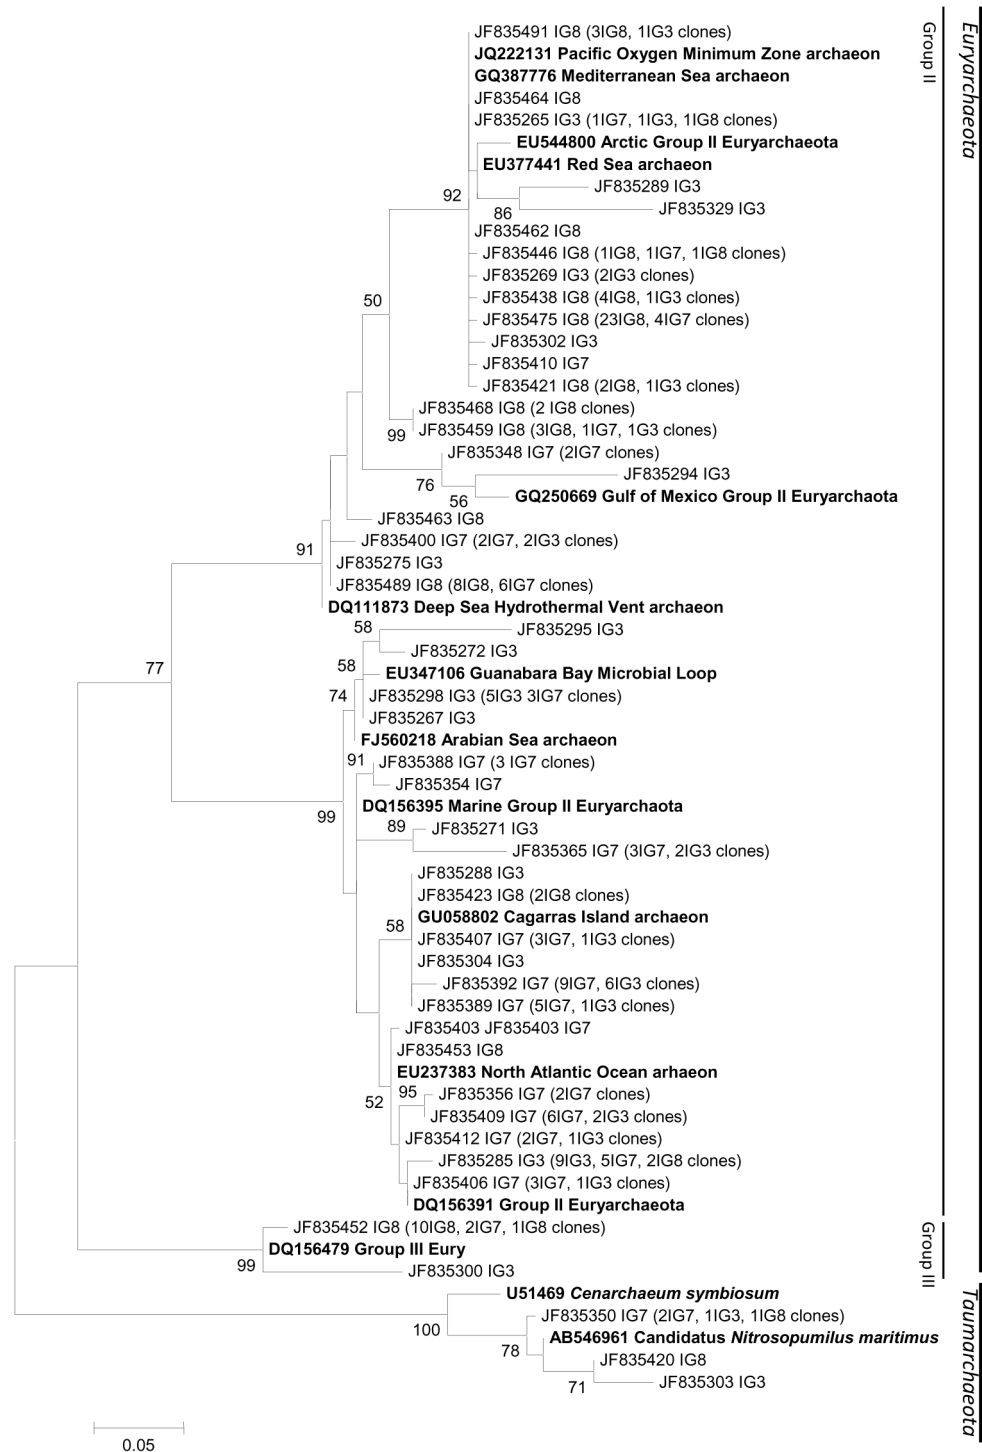 JF835491 IG8 (3IG8, 1IG3 clones)
JQ222131 Pacific Oxygen Minimum Zone archaeon
GQ387776 Mediterranean Sea archaeon
JF835464 IG8
JF835265 IG3 (1IG7, 1IG3, 1IG8 clones)
EU544800 Arctic Group II Euryarchaeota
EU377441 Red Sea archaeon
JF835289 IG3
92
86
JF835329 IG3
JF835462 IG8
JF835446 IG8 (1IG8, 1IG7, 1IG8 clones)
JF835269 IG3 (2IG3 clones)
JF835438 IG8 (4IG8, 1IG3 clones)
50
JF835475 IG8 (23IG8, 4IG7 clones)
JF835302 IG3
JF835410 IG7
JF835421 IG8 (2IG8, 1IG3 clones)
JF835468 IG8 (2 IG8 clones)
99
JF835459 IG8 (3IG8, 1IG7, 1G3 clones)
JF835348 IG7 (2IG7 clones)
JF835294 IG3
76
56
GQ250669 Gulf of Mexico Group II Euryarchaota
JF835463 IG8
JF835400 IG7 (2IG7, 2IG3 clones)
91
JF835275 IG3
JF835489 IG8 (8IG8, 6IG7 clones)
DQ111873 Deep Sea Hydrothermal Vent archaeon
58
JF835295 IG3
JF835272 IG3
58
EU347106 Guanabara Bay Microbial Loop
77
74
JF835298 IG3 (5IG3 3IG7 clones)
JF835267 IG3
FJ560218 Arabian Sea archaeon
91
JF835388 IG7 (3 IG7 clones)
JF835354 IG7
DQ156395 Marine Group II Euryarchaota
99
89
JF835271 IG3
JF835365 IG7 (3IG7, 2IG3 clones)
JF835288 IG3
JF835423 IG8 (2IG8 clones)
GU058802 Cagarras Island archaeon
58
JF835407 IG7 (3IG7, 1IG3 clones)
JF835304 IG3
JF835392 IG7 (9IG7, 6IG3 clones)
JF835389 IG7 (5IG7, 1IG3 clones)
JF835403 JF835403 IG7
JF835453 IG8
EU237383 North Atlantic Ocean arhaeon
52
95
JF835356 IG7 (2IG7 clones)
JF835409 IG7 (6IG7, 2IG3 clones)
JF835412 IG7 (2IG7, 1IG3 clones)
JF835285 IG3 (9IG3, 5IG7, 2IG8 clones)
JF835406 IG7 (3IG7, 1IG3 clones)
DQ156391 Group II Euryarchaeota
JF835452 IG8 (10IG8, 2IG7, 1IG8 clones)
DQ156479 Group III Eury
99
JF835300 IG3
U51469 Cenarchaeum symbiosum
100
JF835350 IG7 (2IG7, 1IG3, 1IG8 clones)
AB546961 Candidatus Nitrosopumilus maritimus
78
JF835420 IG8
71
JF835303 IG3
0.05
Group II
Group III
Euryarchaeota
Taumarchaeota